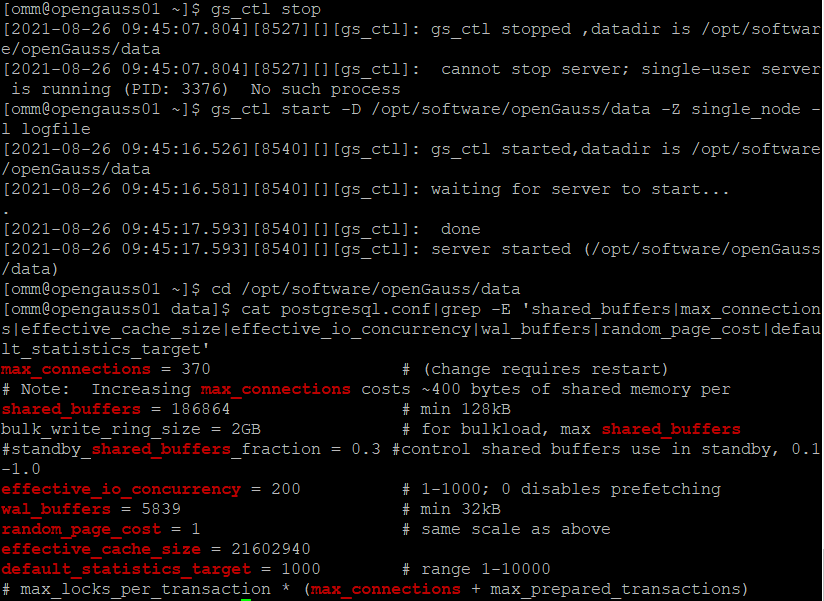 [omm@opengauss01 ~]$ gs_ctl stop
[2021-08-26 09:45:07.804][8527][][gs_ctl]: gs_ctl stopped ,datadir is /opt/softwar
e/openGauss/data
[2021-08-26 09:45:07.804][8527][][gs_ctl]:  cannot stop server; single-user server
 is running (PID: 3376)  No such process
[omm@opengauss01 ~]$ gs_ctl start -D /opt/software/openGauss/data -Z single_node -
l logfile
[2021-08-26 09:45:16.526][8540][][gs_ctl]: gs_ctl started,datadir is /opt/software
/openGauss/data
[2021-08-26 09:45:16.581][8540][][gs_ctl]: waiting for server to start...
.
[2021-08-26 09:45:17.593][8540][][gs_ctl]:  done
[2021-08-26 09:45:17.593][8540][][gs_ctl]: server started (/opt/software/openGauss
/data)
[omm@opengauss01 ~]$ cd /opt/software/openGauss/data
[omm@opengauss01 data]$ cat postgresql.conf|grep -E 'shared_buffers|max_connection
s|effective_cache_size|effective_io_concurrency|wal_buffers|random_page_cost|defau
lt_statistics_target'
max_connections = 370                   # (change requires restart)
# Note:  Increasing max_connections costs ~400 bytes of shared memory per
shared_buffers = 186864                 # min 128kB
bulk_write_ring_size = 2GB              # for bulkload, max shared_buffers
#standby_shared_buffers_fraction = 0.3 #control shared buffers use in standby, 0.1
-1.0
effective_io_concurrency = 200          # 1-1000; 0 disables prefetching
wal_buffers = 5839                      # min 32kB
random_page_cost = 1                    # same scale as above
effective_cache_size = 21602940
default_statistics_target = 1000        # range 1-10000
# max_locks_per_transaction * (max_connections + max_prepared_transactions)